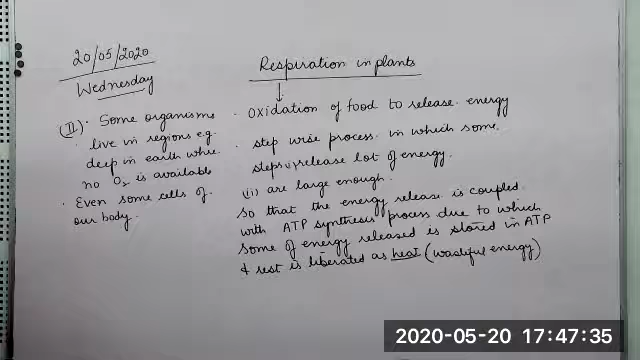 20/05/2020
Wednesday
(II) · Some organisms
· live in regions e.g.
deep in earth where
no O₂ is available
· Even some cells of
our body.
Respiration in plants
· Oxidation of food to release energy
· step wise process in which some
steps (i) release lot of energy.
(ii) are large enough.
So that the energy release is coupled
with ATP synthesis process due to which
some of energy released is stored in ATP
& rest is liberated as heat (wasteful energy)
2020-05-20 17:47:35